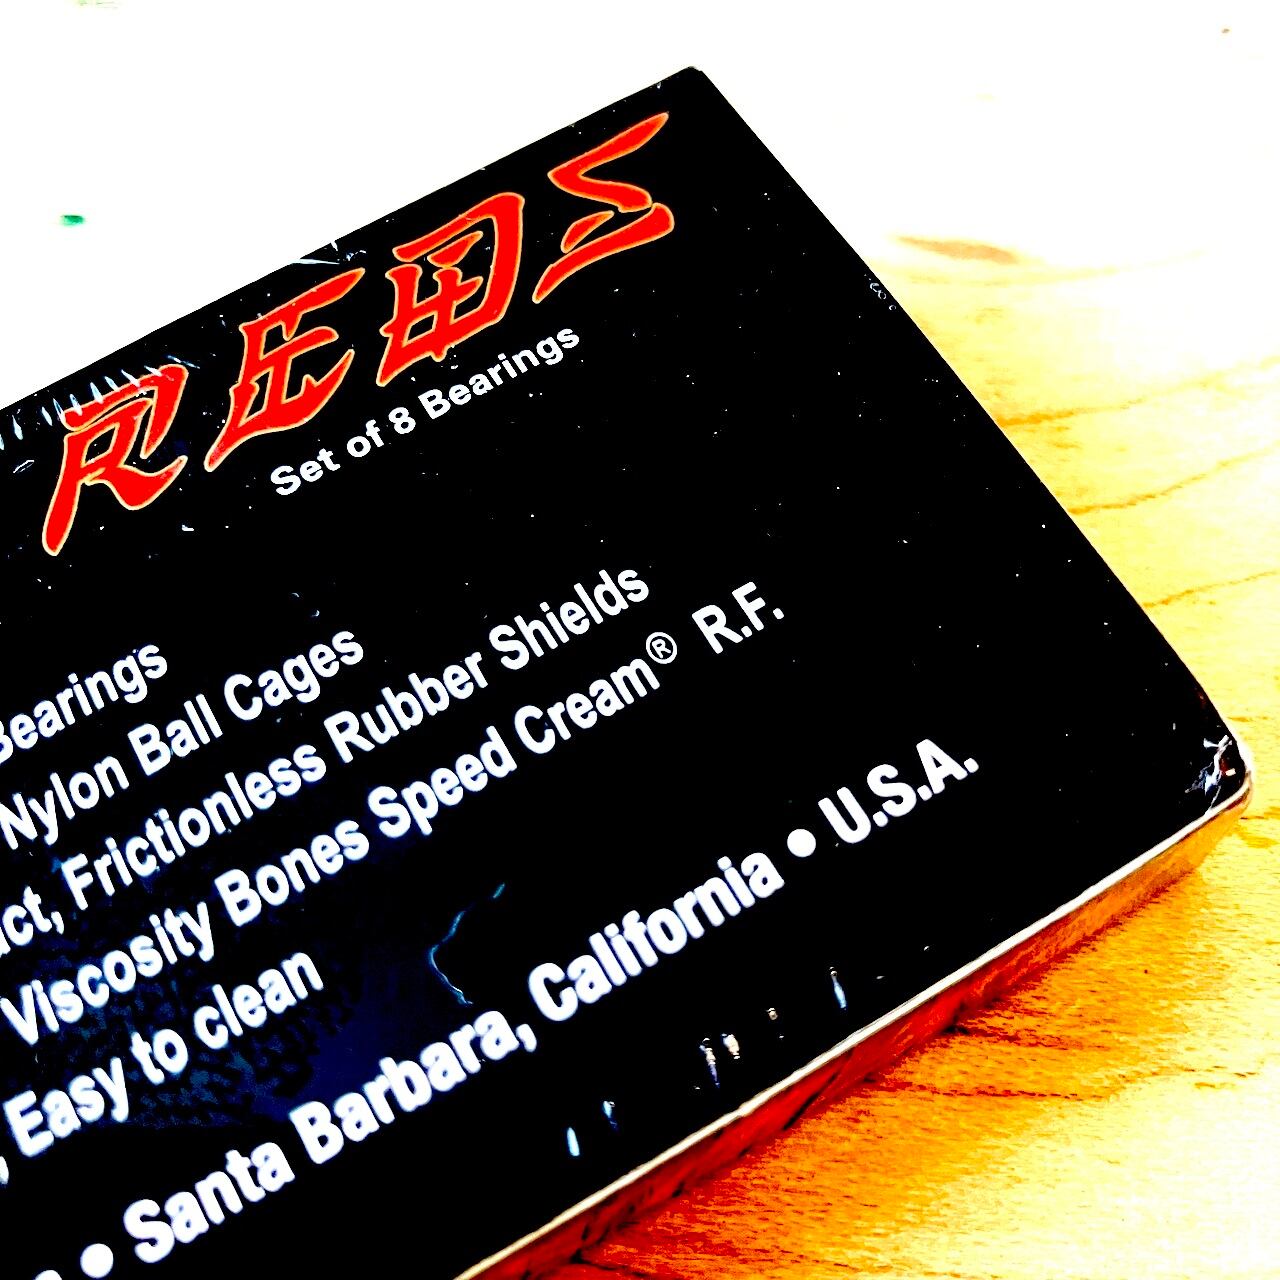 REDS
Set of 8 Bearings
Bearings
Nylon Ball Cages
Frictionless Rubber Shields
Viscosity Bones Speed Cream® R.F.
Easy to clean
• Santa Barbara, California • U.S.A.